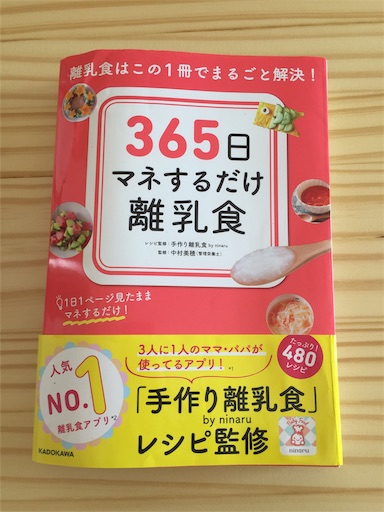 離乳食はこの1冊でまるごと解決！
365日
マネするだけ
離乳食
レシピ監修：手作り離乳食 by ninaru
監修：中村美穂（管理栄養士）
1日1ページ見たまま
マネするだけ！
3人に1人のママ・パパが
使ってるアプリ！※1
たっぷり！
480
レシピ
人気
NO.1
離乳食アプリ※2
「手作り離乳食」
by ninaru
レシピ監修
ninaru
KADOKAWA